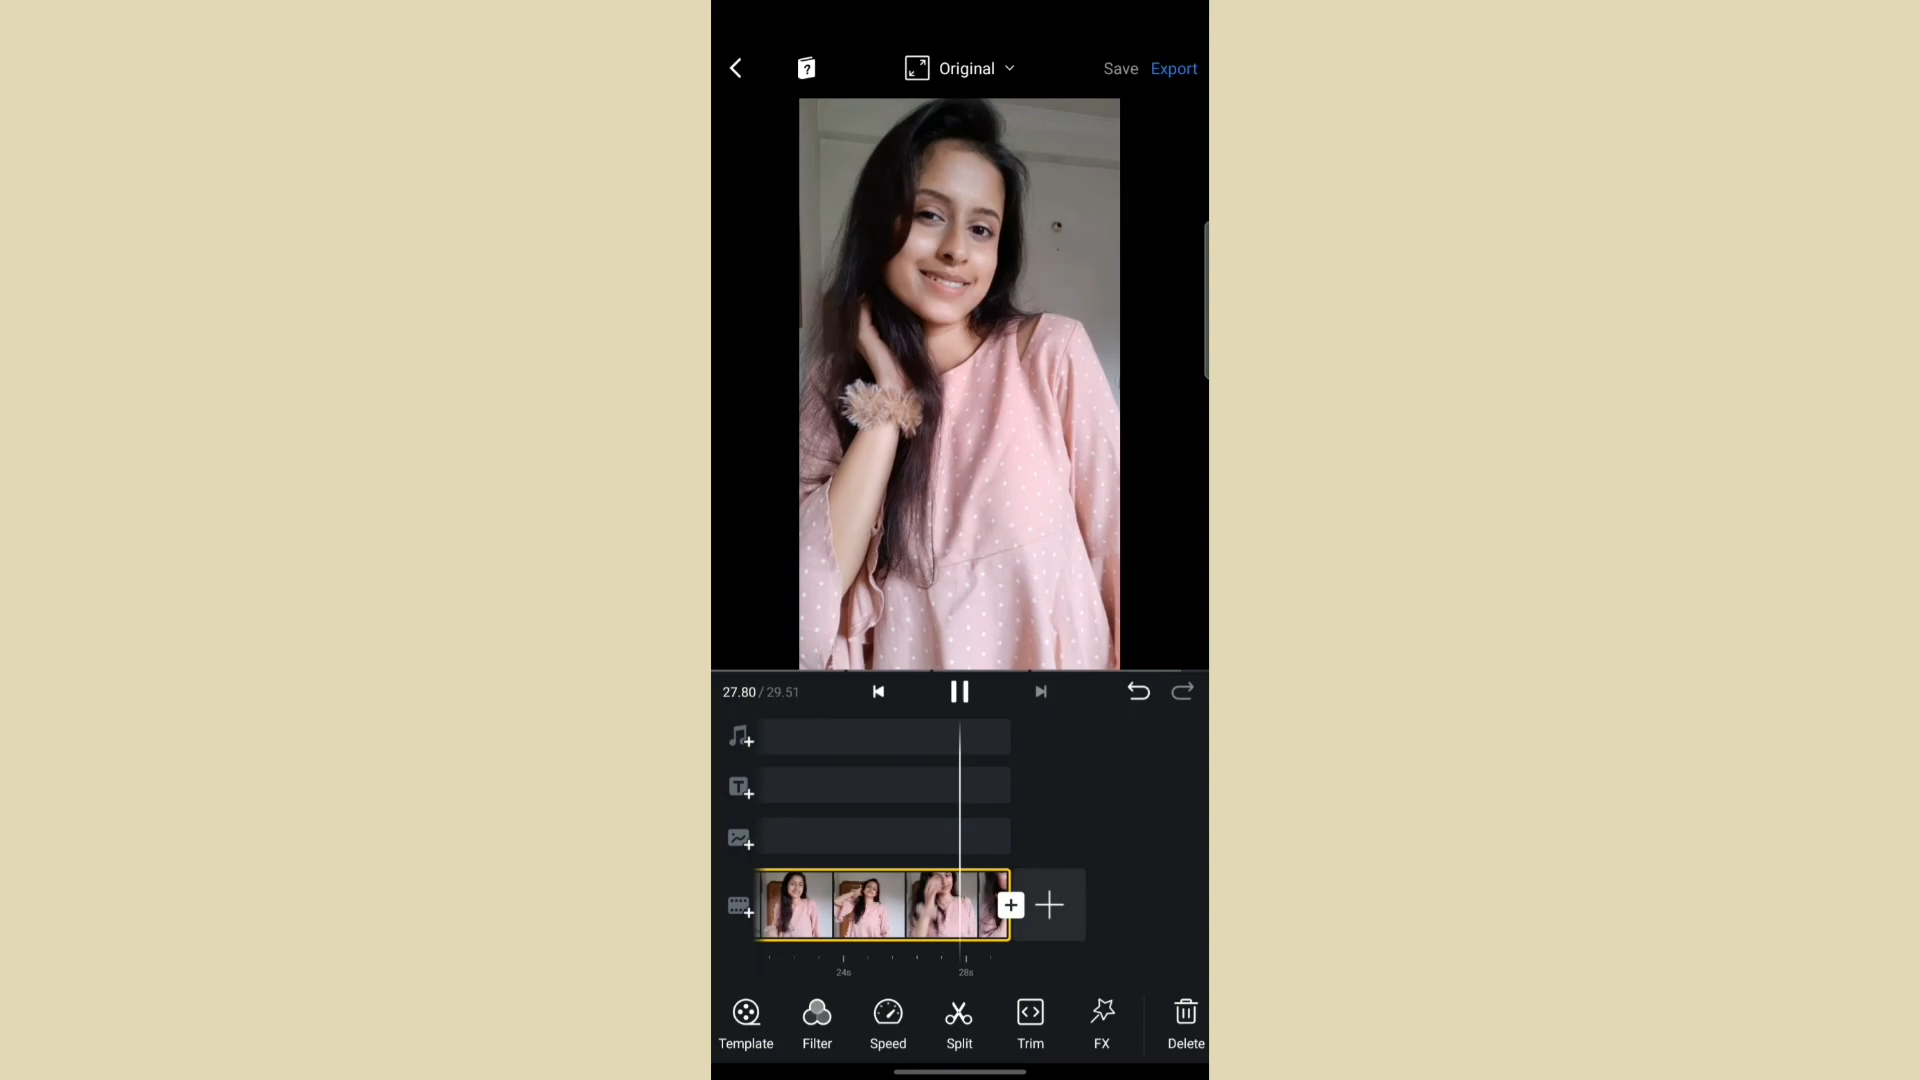 Original Save Export
27.80 / 29.51
24s 28s
Template Filter Speed Split Trim FX Delete